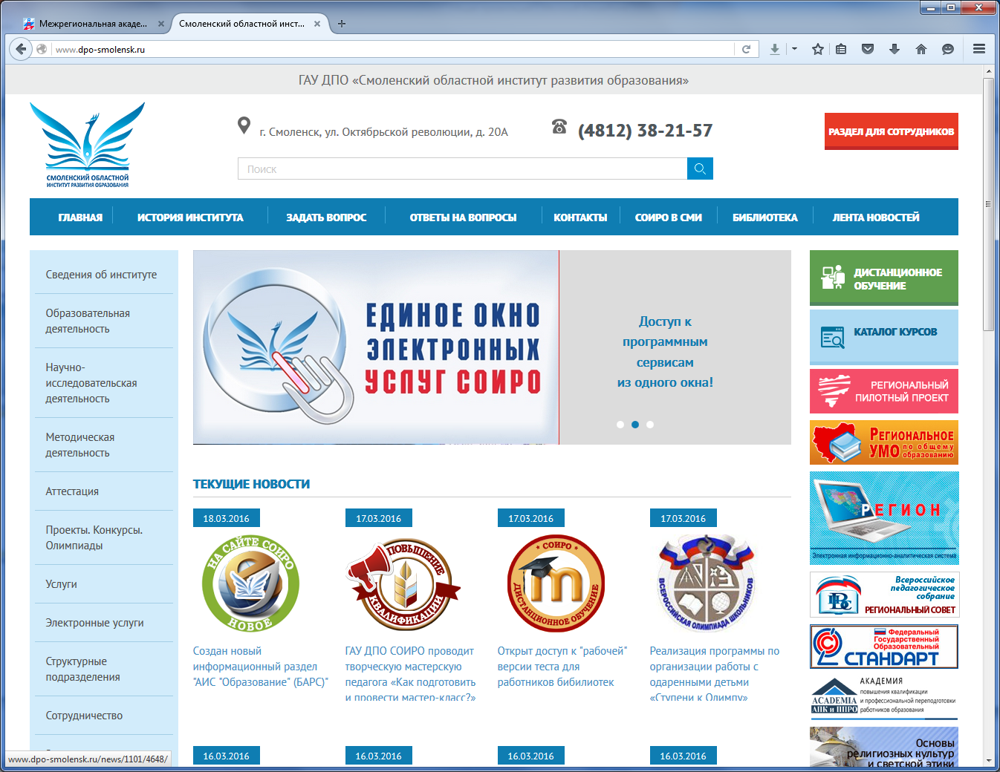 Межрегиональная акаде...
Смоленский областной инст...
www.dpo-smolensk.ru
ГАУ ДПО «Смоленский областной институт развития образования»
СМОЛЕНСКИЙ ОБЛАСТНОЙ
ИНСТИТУТ РАЗВИТИЯ ОБРАЗОВАНИЯ
г. Смоленск, ул. Октябрьской революции, д. 20А
(4812) 38-21-57
РАЗДЕЛ ДЛЯ СОТРУДНИКОВ
Поиск
ГЛАВНАЯ
ИСТОРИЯ ИНСТИТУТА
ЗАДАТЬ ВОПРОС
ОТВЕТЫ НА ВОПРОСЫ
КОНТАКТЫ
СОИРО В СМИ
БИБЛИОТЕКА
ЛЕНТА НОВОСТЕЙ
Сведения об институте
Образовательная
деятельность
Научно-
исследовательская
деятельность
Методическая
деятельность
Аттестация
Проекты. Конкурсы.
Олимпиады
Услуги
Электронные услуги
Структурные
подразделения
Сотрудничество
ЕДИНОЕ ОКНО
ЭЛЕКТРОННЫХ
УСЛУГ СОИРО
Доступ к
программным
сервисам
из одного окна!
ТЕКУЩИЕ НОВОСТИ
18.03.2016
НА САЙТЕ СОИРО
НОВОЕ
Создан новый
информационный раздел
"АИС "Образование" (БАРС)"
17.03.2016
ПОВЫШЕНИЕ
КВАЛИФИКАЦИИ
ГАУ ДПО СОИРО проводит
творческую мастерскую
педагога «Как подготовить
и провести мастер-класс?»
17.03.2016
СОИРО
ДИСТАНЦИОННОЕ ОБУЧЕНИЕ
Открыт доступ к "рабочей"
версии теста для
работников бибилиотек
17.03.2016
ВСЕРОССИЙСКАЯ ОЛИМПИАДА ШКОЛЬНИКОВ
Реализация программы по
организации работы с
одаренными детьми
«Ступени к Олимпу»
16.03.2016
16.03.2016
16.03.2016
16.03.2016
ДИСТАНЦИОННОЕ
ОБУЧЕНИЕ
КАТАЛОГ КУРСОВ
РЕГИОНАЛЬНЫЙ
ПИЛОТНЫЙ ПРОЕКТ
РЕГИОНАЛЬНОЕ
УМО по общему
образованию
РЕГИОН
Электронная информационно-аналитическая система
Всероссийское
педагогическое
собрание
РЕГИОНАЛЬНЫЙ СОВЕТ
Федеральный
Государственный
Образовательный
СТАНДАРТ
АКАДЕМИЯ
повышения квалификации
и профессиональной переподготовки
работников образования
ACADEMIA
АПК и ППРО
Основы
религиозных культур
и светской этики
www.dpo-smolensk.ru/news/1101/4648/